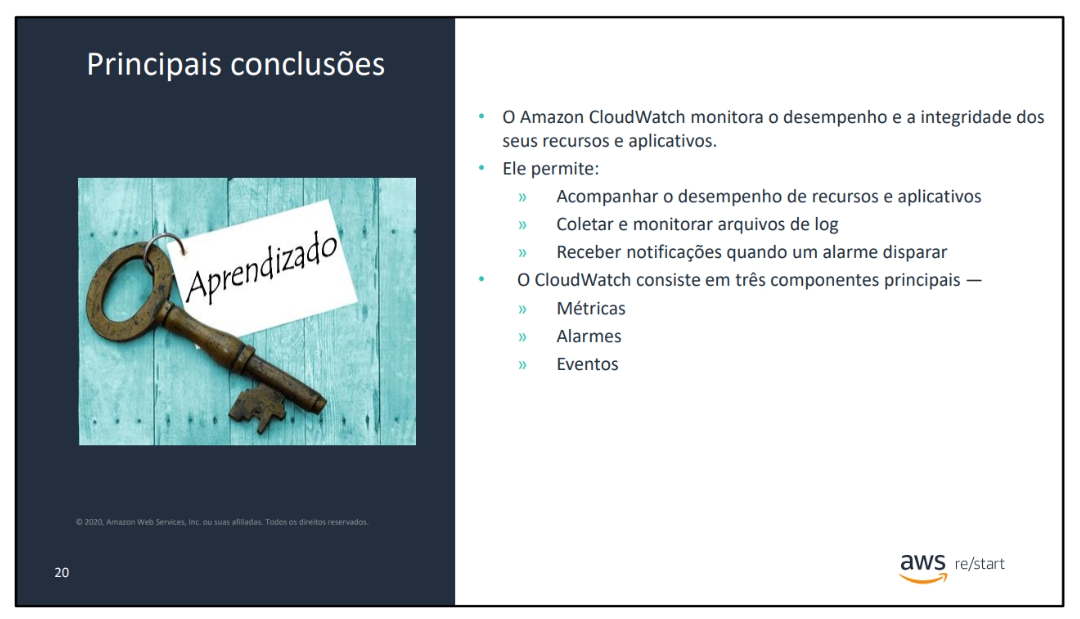 Principais conclusões
Aprendizado
• O Amazon CloudWatch monitora o desempenho e a integridade dos
seus recursos e aplicativos.
• Ele permite:
» Acompanhar o desempenho de recursos e aplicativos
» Coletar e monitorar arquivos de log
» Receber notificações quando um alarme disparar
• O CloudWatch consiste em três componentes principais —
» Métricas
» Alarmes
» Eventos
© 2020, Amazon Web Services, Inc. ou suas afiliadas. Todos os direitos reservados.
20
aws re/start